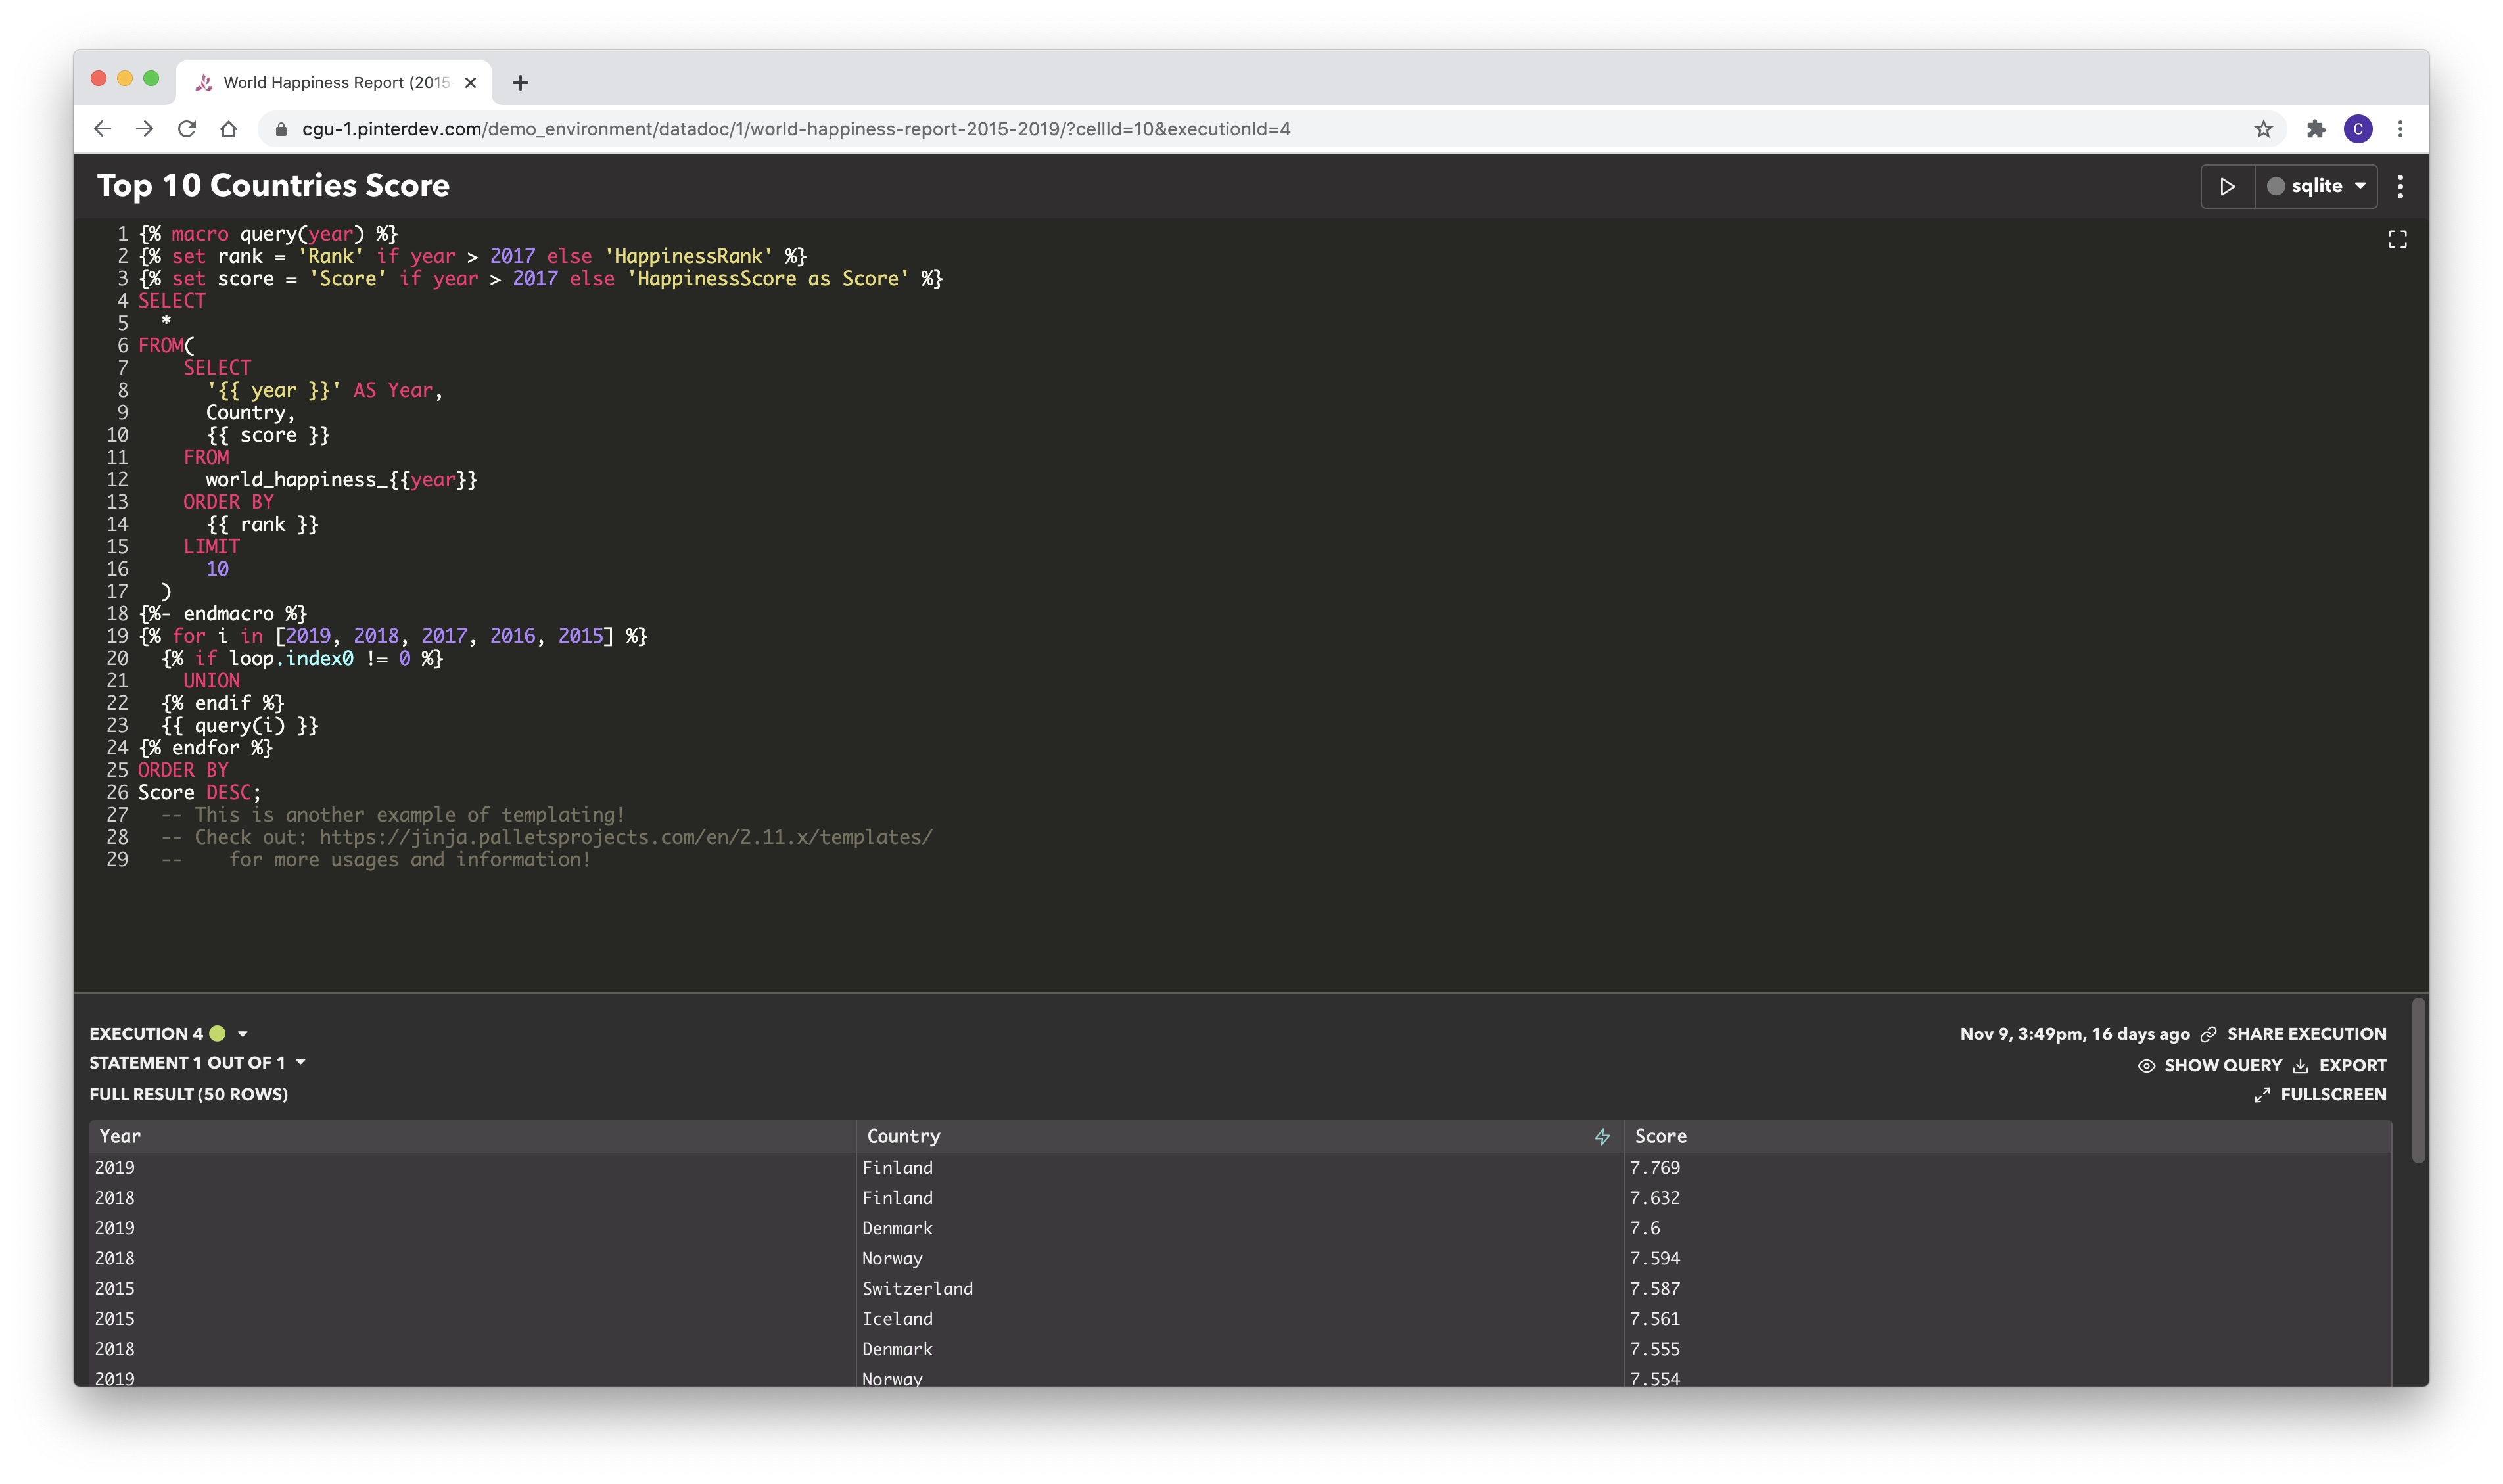 World Happiness Report (2015
cgu-1.pinterdev.com/demo_environment/datadoc/1/world-happiness-report-2015-2019/?cellId=10&executionId=4
C
Top 10 Countries Score
sqlite
1 {% macro query(year) %}
2 {% set rank = 'Rank' if year > 2017 else 'HappinessRank' %}
3 {% set score = 'Score' if year > 2017 else 'HappinessScore as Score' %}
4 SELECT
5   *
6 FROM(
7     SELECT
8       '{{ year }}' AS Year,
9       Country,
10       {{ score }}
11     FROM
12       world_happiness_{{year}}
13     ORDER BY
14       {{ rank }}
15     LIMIT
16       10
17   )
18 {%- endmacro %}
19 {% for i in [2019, 2018, 2017, 2016, 2015] %}
20   {% if loop.index0 != 0 %}
21     UNION
22   {% endif %}
23   {{ query(i) }}
24 {% endfor %}
25 ORDER BY
26 Score DESC;
27   -- This is another example of templating!
28   -- Check out: https://jinja.palletsprojects.com/en/2.11.x/templates/
29   --    for more usages and information!
EXECUTION 4
Nov 9, 3:49pm, 16 days ago SHARE EXECUTION
STATEMENT 1 OUT OF 1
SHOW QUERY EXPORT
FULL RESULT (50 ROWS)
FULLSCREEN
Year Country Score
2019 Finland 7.769
2018 Finland 7.632
2019 Denmark 7.6
2018 Norway 7.594
2015 Switzerland 7.587
2015 Iceland 7.561
2018 Denmark 7.555
2019 Norway 7.554